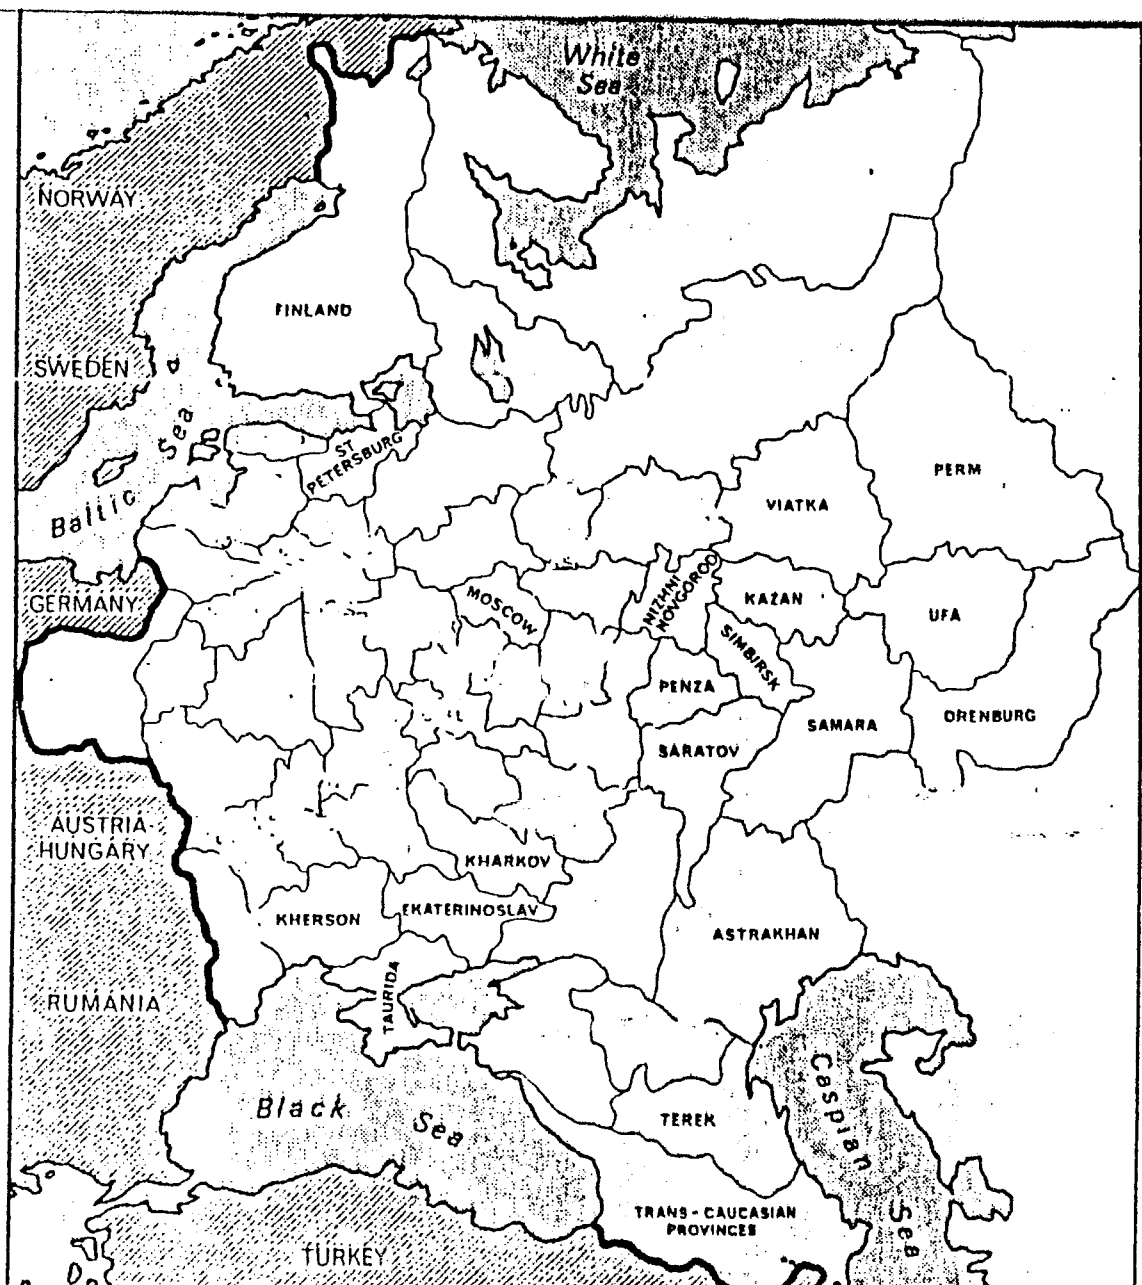 White
Sea
NORWAY
FINLAND
SWEDEN
Baltic Sea
ST
PETERSBURG
PERM
VIATKA
GERMANY
MOSCOW
NIZHNI
NOVGOROD
KAZAN
UFA
SIMBIRSK
PENZA
SAMARA
ORENBURG
SARATOV
AUSTRIA-
HUNGARY
KHARKOV
KHERSON
EKATERINOSLAV
ASTRAKHAN
RUMANIA
TAURIDA
Black Sea
Caspian Sea
TEREK
TRANS-CAUCASIAN
PROVINCES
TURKEY